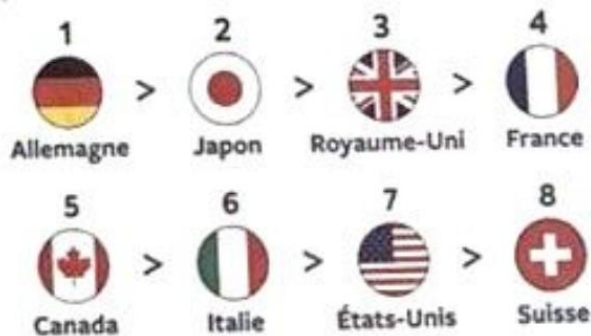 1 2 3 4
> > >
Allemagne Japon Royaume-Uni France
5 6 7 8
> > >
Canada Italie États-Unis Suisse